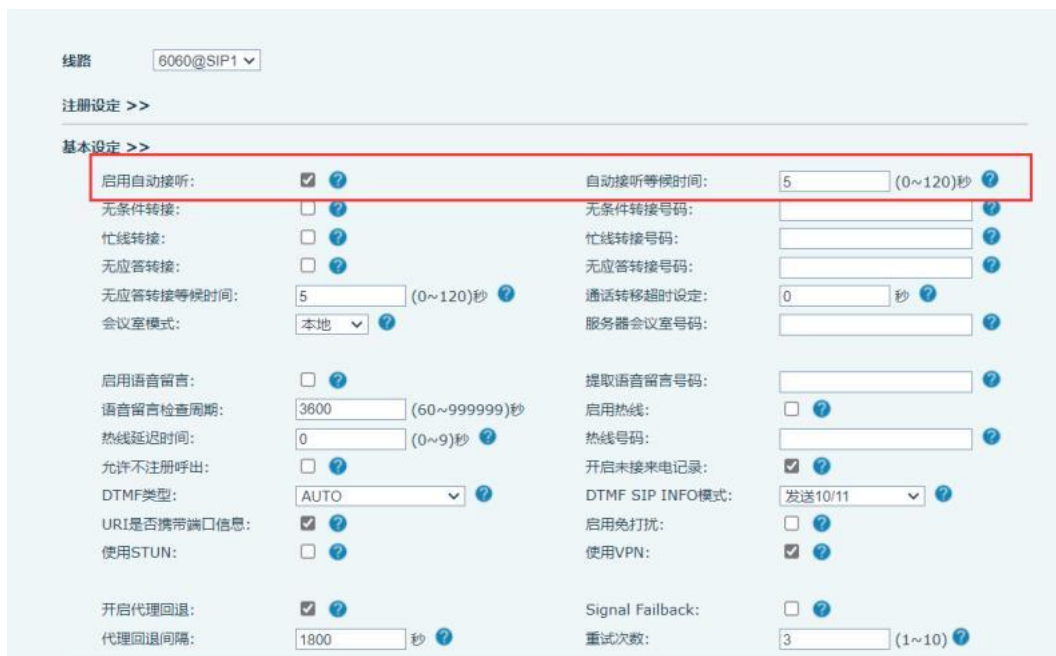 线路 6060@SIP1
注册设定 >>
基本设定 >>
启用自动接听: 自动接听等候时间: 5 (0~120)秒
无条件转接: 无条件转接号码:
忙线转接: 忙线转接号码:
无应答转接: 无应答转接号码:
无应答转接等候时间: 5 (0~120)秒 通话转移超时设定: 0 秒
会议室模式: 本地 服务器会议室号码:
启用语音留言: 提取语音留言号码:
语音留言检查周期: 3600 (60~999999)秒 启用热线:
热线延迟时间: 0 (0~9)秒 热线号码:
允许不注册呼出: 开启未接来电记录:
DTMF类型: AUTO DTMF SIP INFO模式: 发送10/11
URI是否携带端口信息: 启用免打扰:
使用STUN: 使用VPN:
开启代理回退: Signal Failback:
代理回退间隔: 1800 秒 重试次数: 3 (1~10)